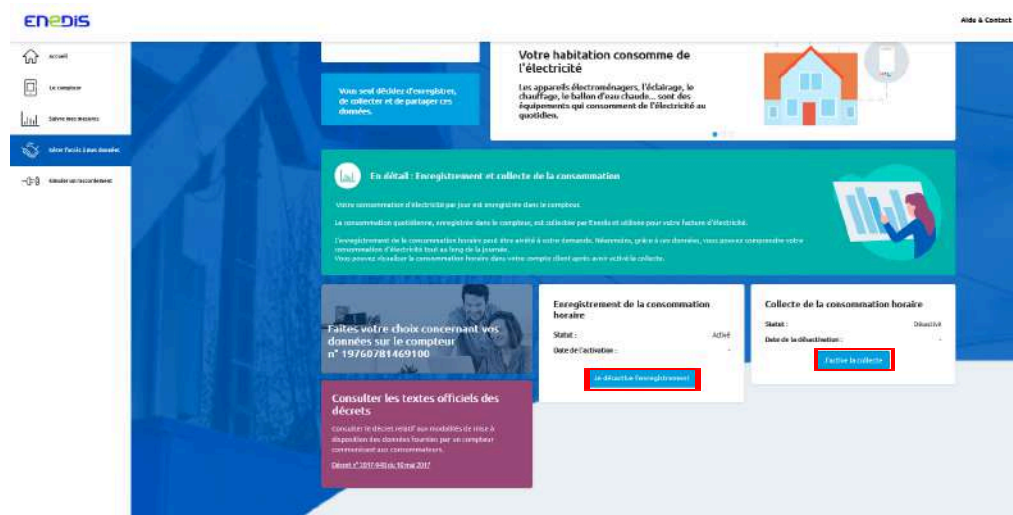 ENEDIS
Aide & Contact
Accueil
Le compteur
Suivre mes mesures
Gérer l'accès à mes données
Simuler un raccordement
Vous seul décidez d'enregistrer,
de collecter et de partager ces
données.
Votre habitation consomme de
l'électricité
Les appareils électroménagers, l'éclairage, le
chauffage, le ballon d'eau chaude... sont des
équipements qui consomment de l'électricité au
quotidien.
En détail : Enregistrement et collecte de la consommation
Votre consommation d'électricité par jour est enregistrée dans le compteur.
La consommation quotidienne, enregistrée dans le compteur, est collectée par Enedis et utilisée pour votre facture d'électricité.
L'enregistrement de la consommation horaire peut être arrêté à votre demande. Néanmoins, grâce à ces données, vous pouvez comprendre votre
consommation d'électricité tout au long de la journée.
Vous pouvez visualiser la consommation horaire dans votre compte client après avoir activé la collecte.
Faites votre choix concernant vos
données sur le compteur
n° 19760781469100
Enregistrement de la consommation
horaire
Statut : Activé
Date de l'activation : -
Je désactive l'enregistrement
Collecte de la consommation horaire
Statut : Désactivé
Date de la désactivation : -
J'active la collecte
Consulter les textes officiels des
décrets
Consulter le décret relatif aux modalités de mise à
disposition des données fournies par un compteur
communicant aux consommateurs.
Décret n° 2017-948 du 10 mai 2017